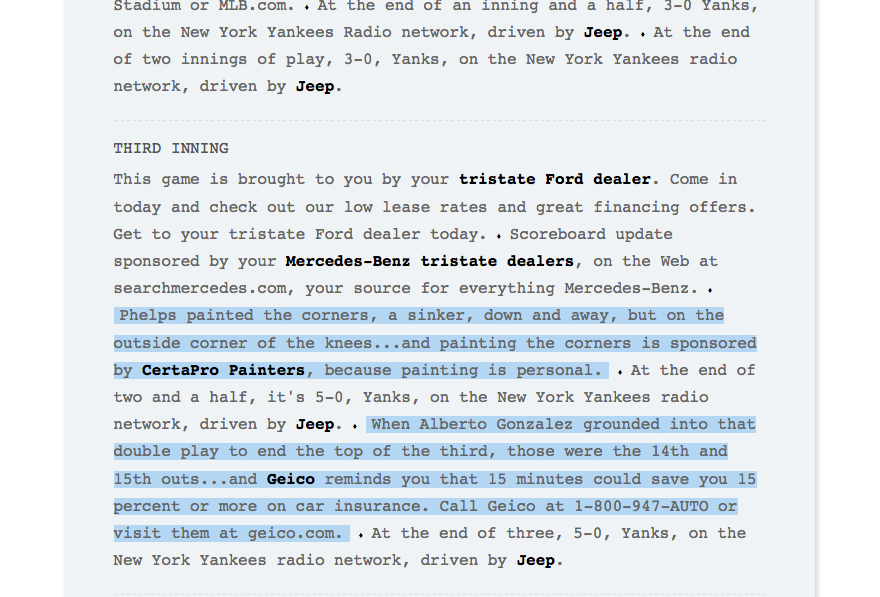 Stadium or MLB.com. ⬩ At the end of an inning and a half, 3-0 Yanks,
on the New York Yankees Radio network, driven by Jeep. ⬩ At the end
of two innings of play, 3-0, Yanks, on the New York Yankees radio
network, driven by Jeep.
THIRD INNING
This game is brought to you by your tristate Ford dealer. Come in
today and check out our low lease rates and great financing offers.
Get to your tristate Ford dealer today. ⬩ Scoreboard update
sponsored by your Mercedes-Benz tristate dealers, on the Web at
searchmercedes.com, your source for everything Mercedes-Benz. ⬩
Phelps painted the corners, a sinker, down and away, but on the
outside corner of the knees...and painting the corners is sponsored
by CertaPro Painters, because painting is personal. ⬩ At the end of
two and a half, it's 5-0, Yanks, on the New York Yankees radio
network, driven by Jeep. ⬩ When Alberto Gonzalez grounded into that
double play to end the top of the third, those were the 14th and
15th outs...and Geico reminds you that 15 minutes could save you 15
percent or more on car insurance. Call Geico at 1-800-947-AUTO or
visit them at geico.com. ⬩ At the end of three, 5-0, Yanks, on the
New York Yankees radio network, driven by Jeep.